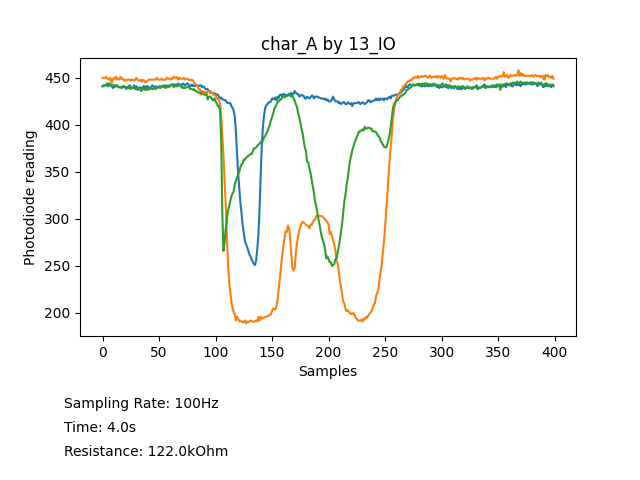 char_A by 13_IO
Photodiode reading
450
400
350
300
250
200
0 50 100 150 200 250 300 350 400
Samples
Sampling Rate: 100Hz
Time: 4.0s
Resistance: 122.0kOhm